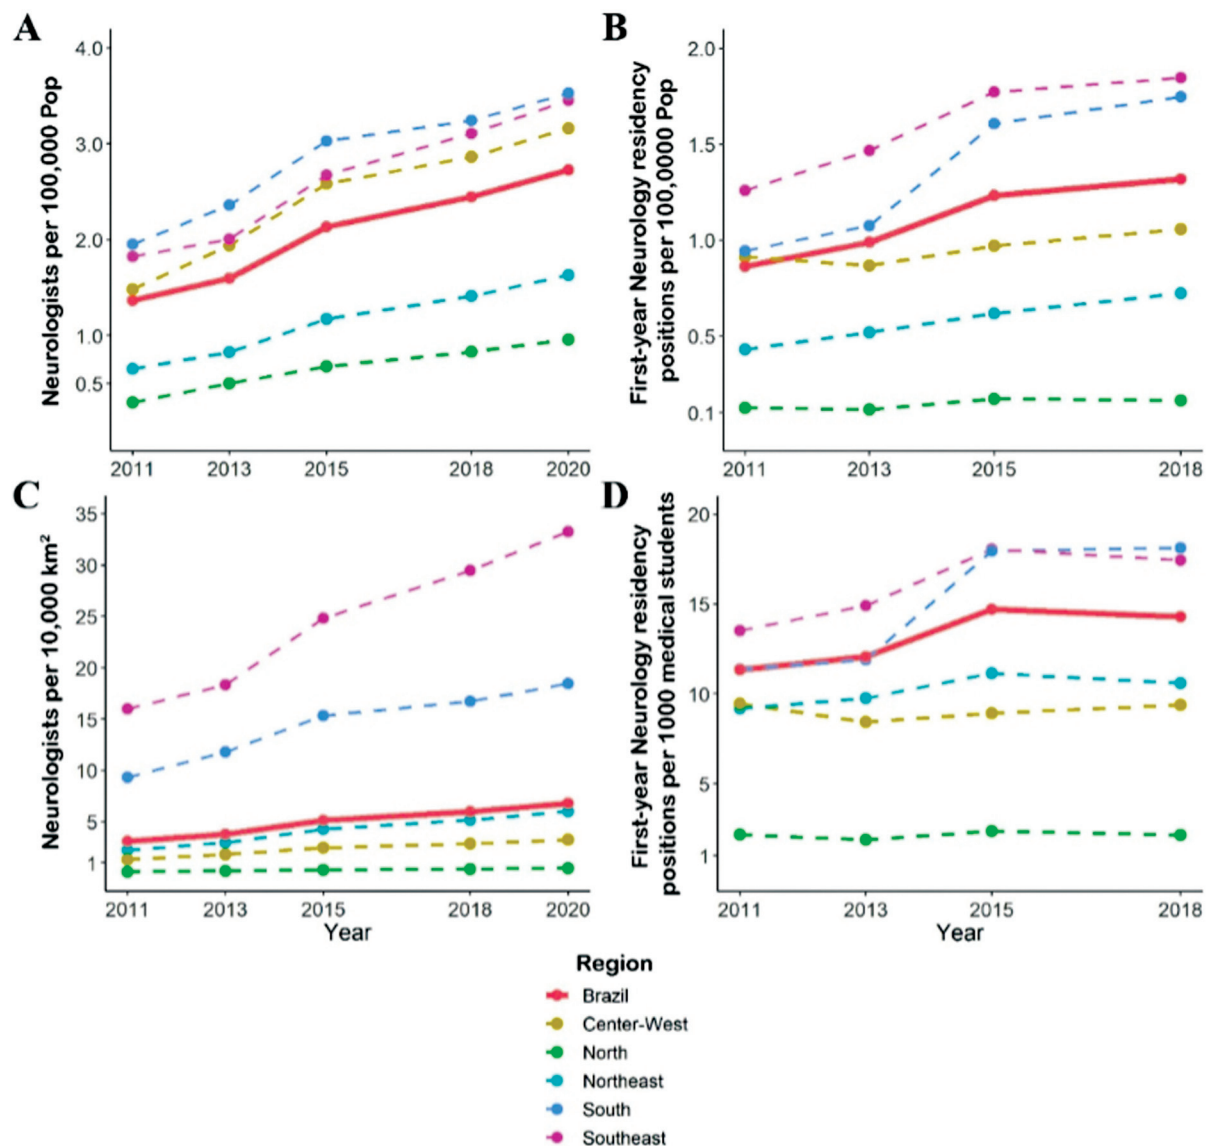 A
Neurologists per 100,000 Pop
4.0
3.0
2.0
1.0
0.5
2011 2013 2015 2018 2020
B
First-year Neurology residency
positions per 100,0000 Pop
2.0
1.5
1.0
0.5
0.1
2011 2013 2015 2018
C
Neurologists per 10,000 km²
35
30
25
20
15
10
5
1
2011 2013 2015 2018 2020
Year
D
First-year Neurology residency
positions per 1000 medical students
20
15
10
5
1
2011 2013 2015 2018
Year
Region
Brazil
Center-West
North
Northeast
South
Southeast